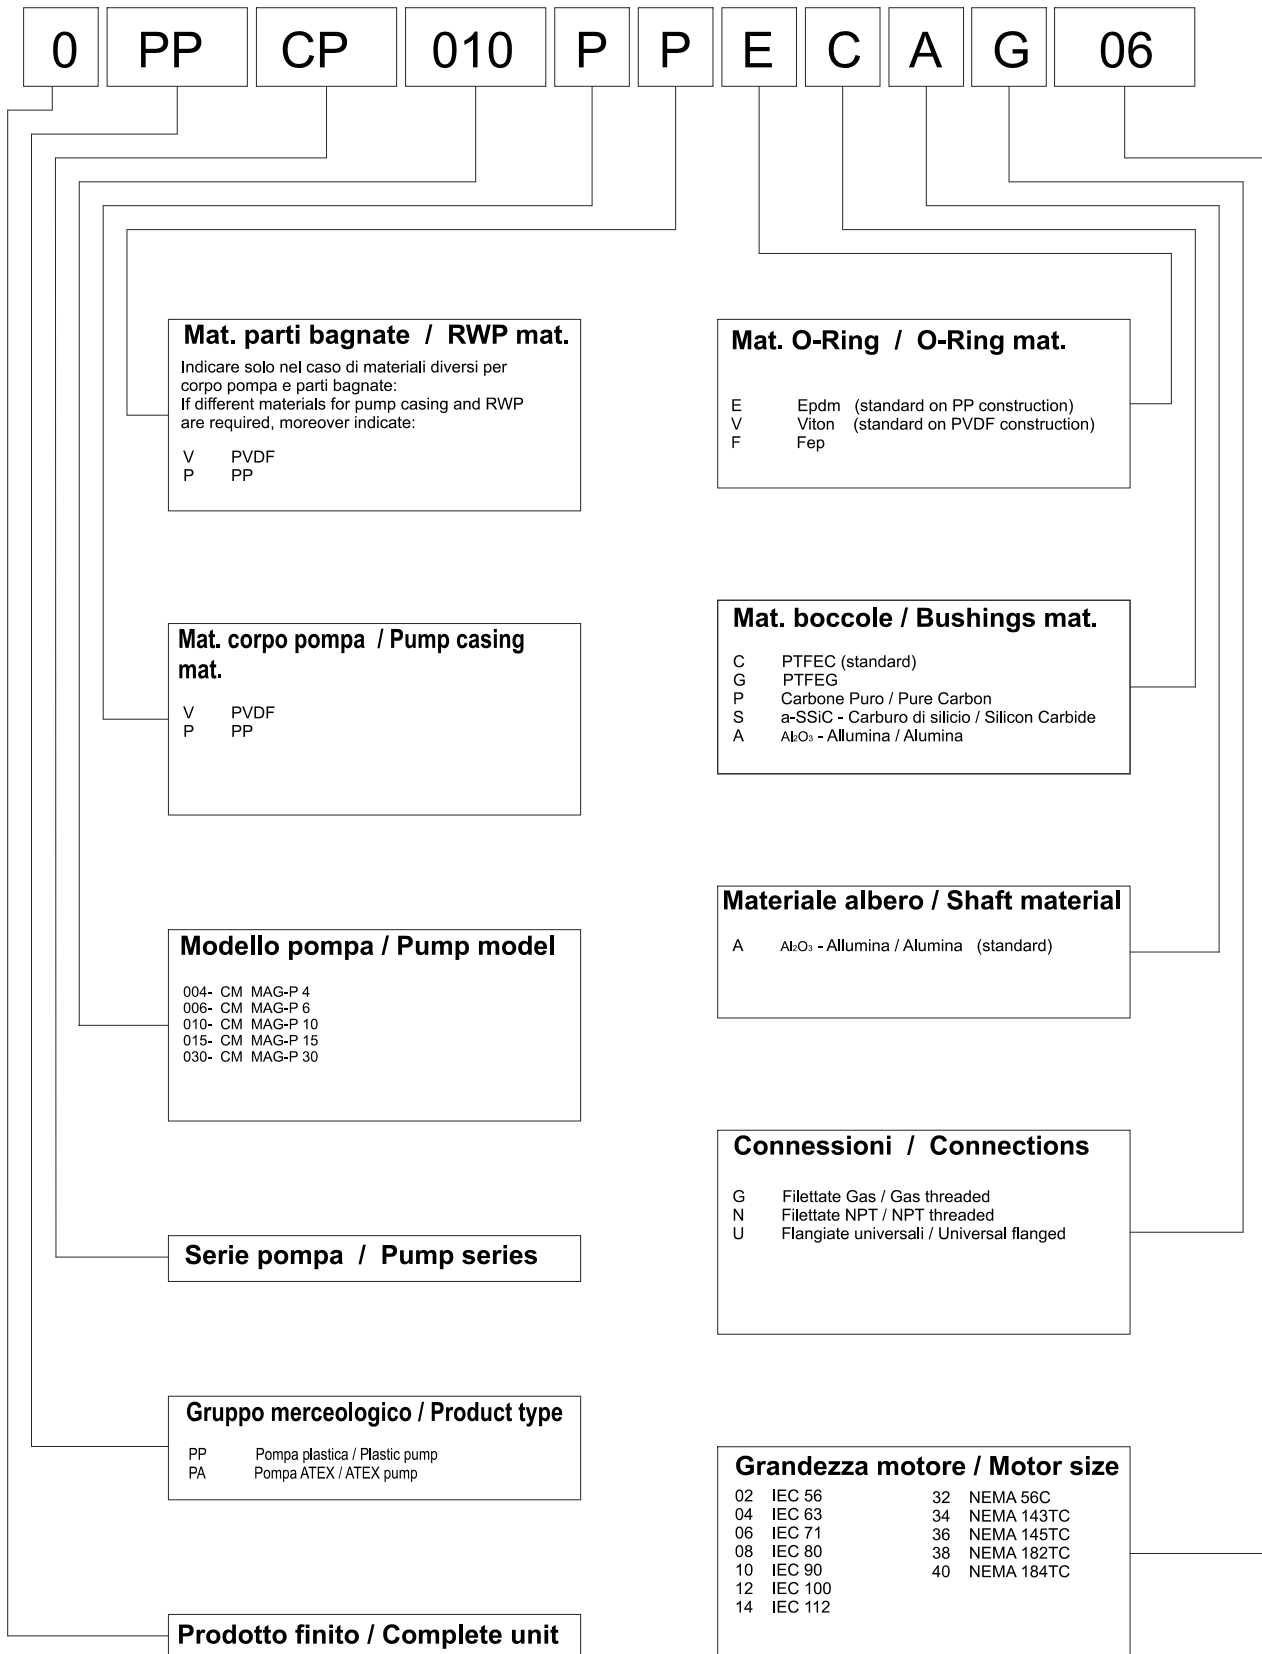 0 PP CP 010 P P E C A G 06
Mat. parti bagnate / RWP mat.
Indicare solo nel caso di materiali diversi per
corpo pompa e parti bagnate:
If different materials for pump casing and RWP
are required, moreover indicate:
V PVDF
P PP
Mat. corpo pompa / Pump casing
mat.
V PVDF
P PP
Modello pompa / Pump model
004- CM MAG-P 4
006- CM MAG-P 6
010- CM MAG-P 10
015- CM MAG-P 15
030- CM MAG-P 30
Serie pompa / Pump series
Gruppo merceologico / Product type
PP Pompa plastica / Plastic pump
PA Pompa ATEX / ATEX pump
Prodotto finito / Complete unit
Mat. O-Ring / O-Ring mat.
E Epdm (standard on PP construction)
V Viton (standard on PVDF construction)
F Fep
Mat. boccole / Bushings mat.
C PTFEC (standard)
G PTFEG
P Carbone Puro / Pure Carbon
S a-SSiC - Carburo di silicio / Silicon Carbide
A Al₂O₃ - Allumina / Alumina
Materiale albero / Shaft material
A Al₂O₃ - Allumina / Alumina (standard)
Connessioni / Connections
G Filettate Gas / Gas threaded
N Filettate NPT / NPT threaded
U Flangiate universali / Universal flanged
Grandezza motore / Motor size
02 IEC 56 32 NEMA 56C
04 IEC 63 34 NEMA 143TC
06 IEC 71 36 NEMA 145TC
08 IEC 80 38 NEMA 182TC
10 IEC 90 40 NEMA 184TC
12 IEC 100
14 IEC 112